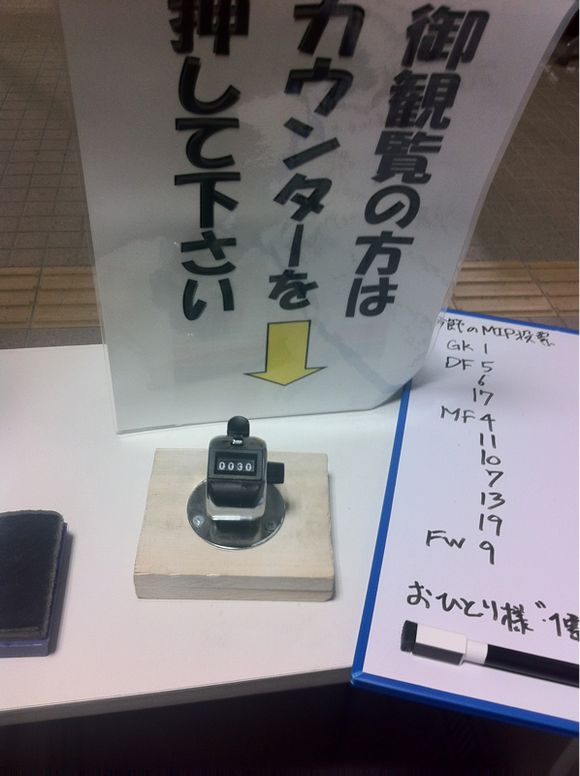 御観覧の方は
カウンターを
押して下さい
0030
のMIP投票
GK 1
DF 5
6
17
MF 4
11
10
7
13
19
FW 9
おひとり様